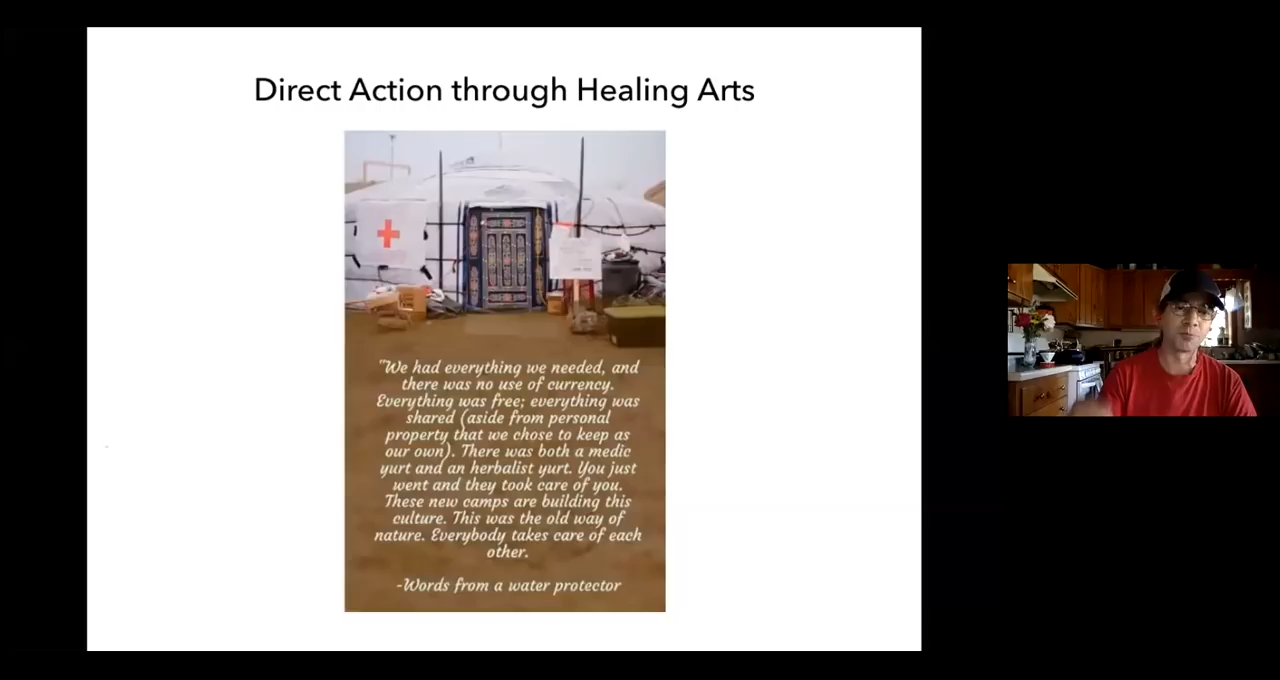 Direct Action through Healing Arts
"We had everything we needed, and
there was no use of currency.
Everything was free; everything was
shared (aside from personal
property that we chose to keep as
our own). There was both a medic
yurt and an herbalist yurt. You just
went and they took care of you.
These new camps are building this
culture. This was the old way of
nature. Everybody takes care of each
other.
-Words from a water protector